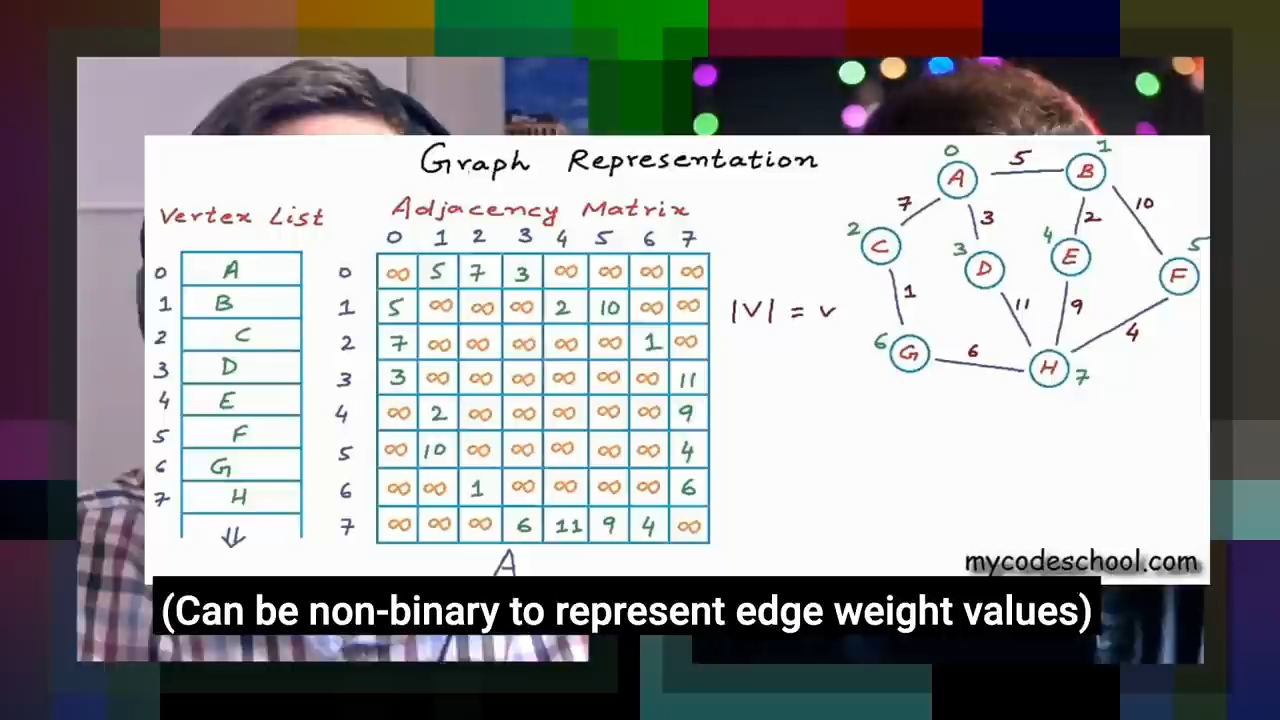 Graph Representation
Vertex List
0 A
1 B
2 C
3 D
4 E
5 F
6 G
7 H
⇓
Adjacency Matrix
0 1 2 3 4 5 6 7
0 ∞ 5 7 3 ∞ ∞ ∞ ∞
1 5 ∞ ∞ ∞ 2 10 ∞ ∞
2 7 ∞ ∞ ∞ ∞ ∞ 1 ∞
3 3 ∞ ∞ ∞ ∞ ∞ ∞ 11
4 ∞ 2 ∞ ∞ ∞ ∞ ∞ 9
5 ∞ 10 ∞ ∞ ∞ ∞ ∞ 4
6 ∞ ∞ 1 ∞ ∞ ∞ ∞ 6
7 ∞ ∞ ∞ 6 11 9 4 ∞
A
|V| = v
0 A 5 1 B
7 3 2 10
2 C 3 D 4 E 5 F
1 11 9 4
6 G 6 H 7
mycodeschool.com
(Can be non-binary to represent edge weight values)